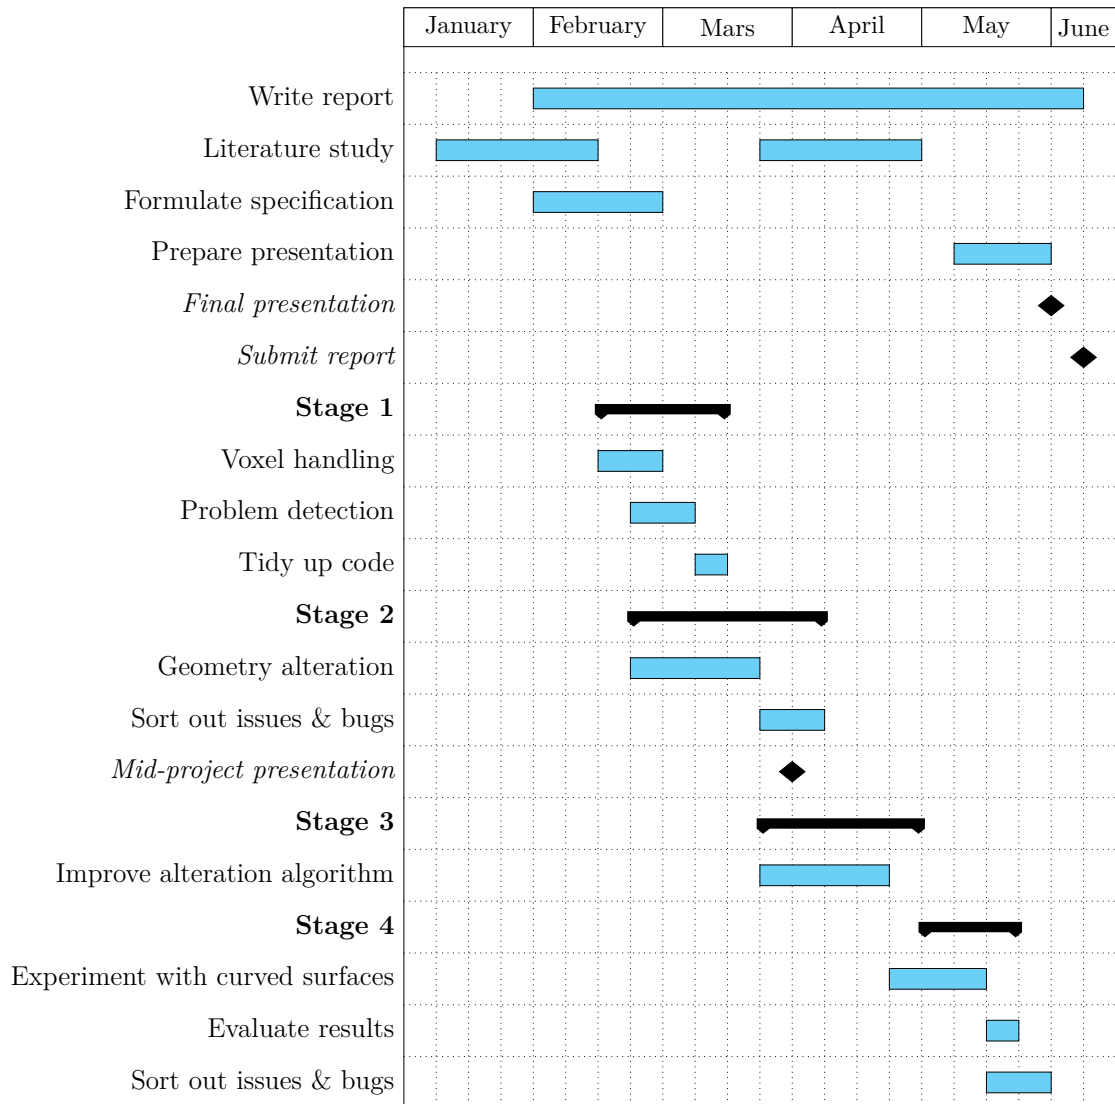 January February Mars April May June
Write report
Literature study
Formulate specification
Prepare presentation
Final presentation
Submit report
Stage 1
Voxel handling
Problem detection
Tidy up code
Stage 2
Geometry alteration
Sort out issues & bugs
Mid-project presentation
Stage 3
Improve alteration algorithm
Stage 4
Experiment with curved surfaces
Evaluate results
Sort out issues & bugs